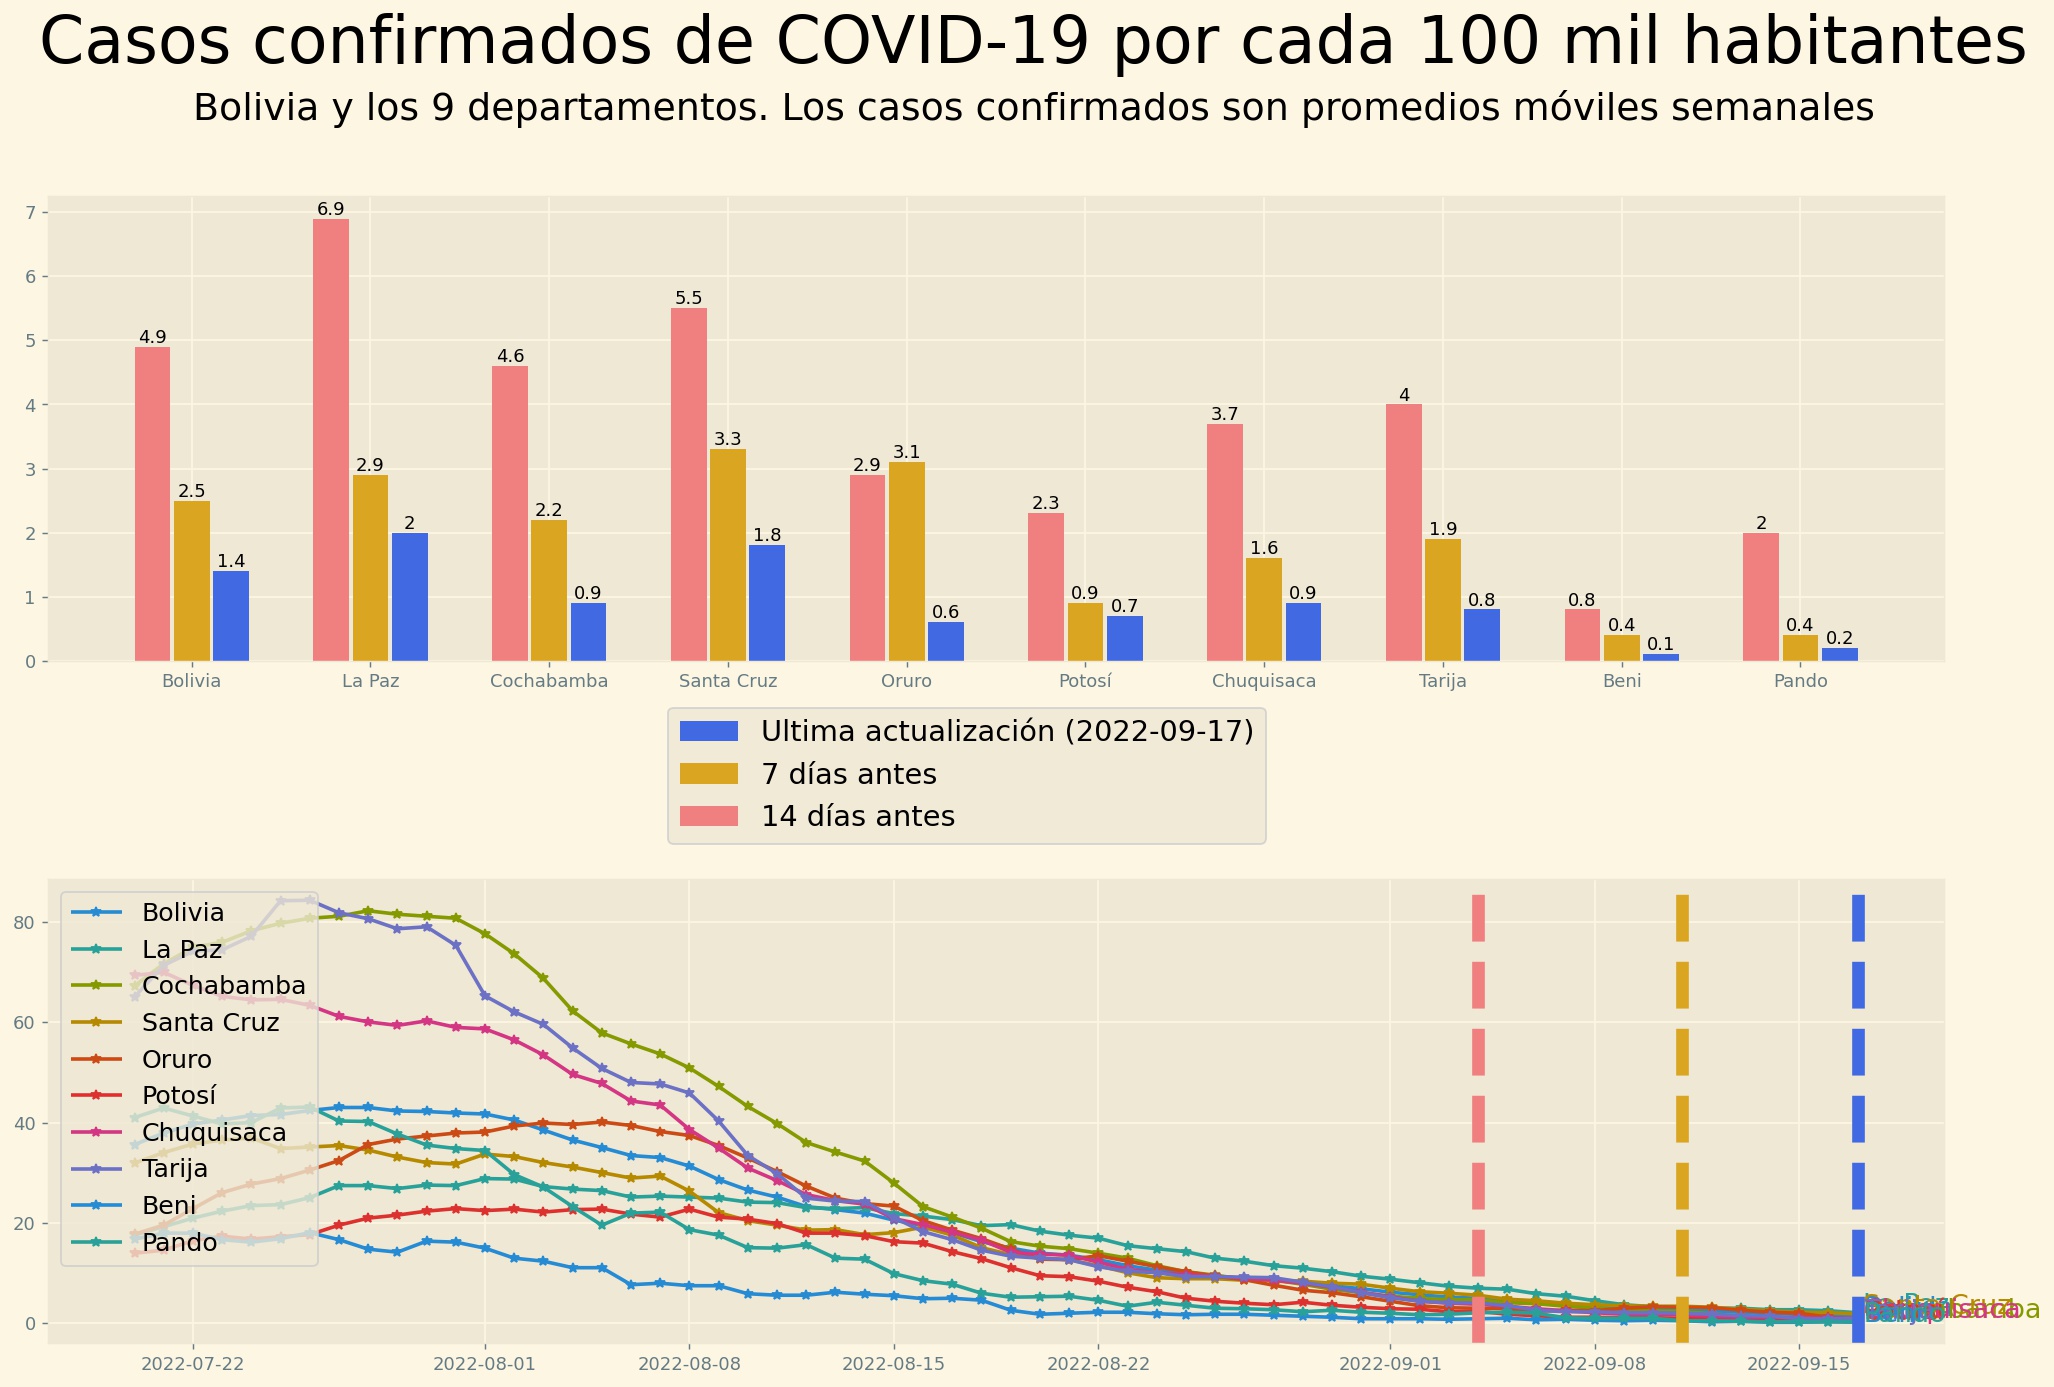 Casos confirmados de COVID-19 por cada 100 mil habitantes
Bolivia y los 9 departamentos. Los casos confirmados son promedios móviles semanales
7
6
5
4
3
2
1
0
4.9 2.5 1.4
6.9 2.9 2
4.6 2.2 0.9
5.5 3.3 1.8
2.9 3.1 0.6
2.3 0.9 0.7
3.7 1.6 0.9
4 1.9 0.8
0.8 0.4 0.1
2 0.4 0.2
Bolivia La Paz Cochabamba Santa Cruz Oruro Potosí Chuquisaca Tarija Beni Pando
Ultima actualización (2022-09-17)
7 días antes
14 días antes
80
60
40
20
0
Bolivia
La Paz
Cochabamba
Santa Cruz
Oruro
Potosí
Chuquisaca
Tarija
Beni
Pando
2022-07-22 2022-08-01 2022-08-08 2022-08-15 2022-08-22 2022-09-01 2022-09-08 2022-09-15